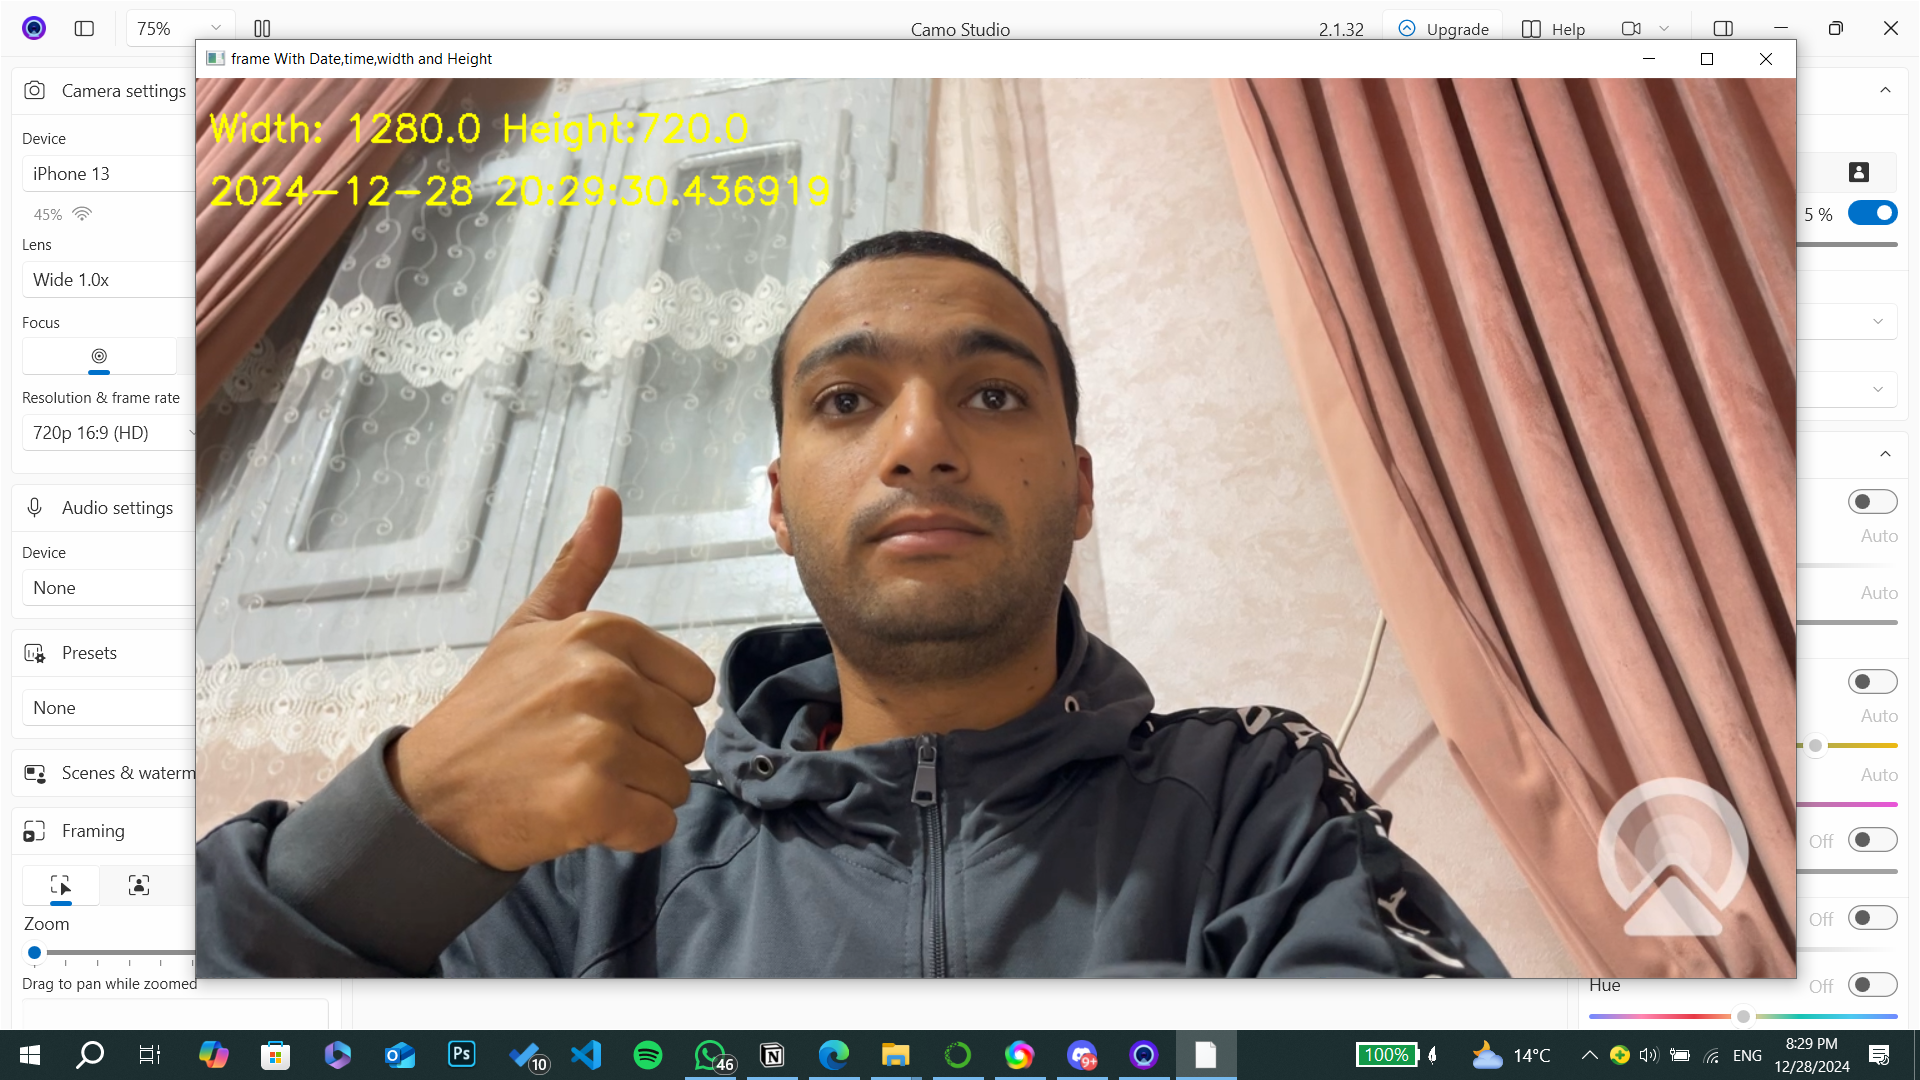 75%
Camo Studio
2.1.32
Upgrade
Help
frame With Date,time,width and Height
Camera settings
Device
iPhone 13
45%
Lens
Wide 1.0x
Focus
Resolution & frame rate
720p 16:9 (HD)
Audio settings
Device
None
Presets
None
Scenes & waterm
Framing
Zoom
Drag to pan while zoomed
Width: 1280.0 Height:720.0
2024-12-28 20:29:30.436919
5 %
Auto
Auto
Auto
Auto
Off
Off
Hue
Off
Ps
10
46
9+
100%
14°C
ENG
8:29 PM
12/28/2024